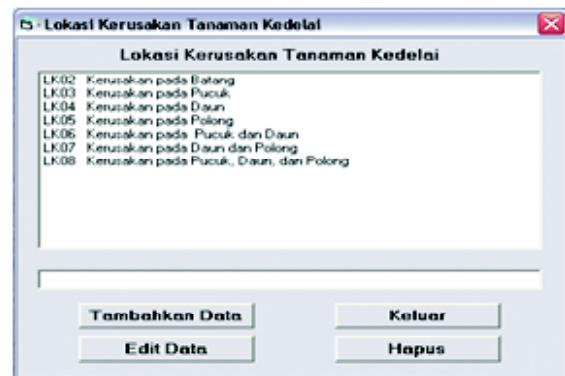 Lokasi Kerusakan Tanaman Kedelai
Lokasi Kerusakan Tanaman Kedelai
LK02 Kerusakan pada Batang
LK03 Kerusakan pada Pucuk
LK04 Kerusakan pada Daun
LK05 Kerusakan pada Polong
LK06 Kerusakan pada Pucuk dan Daun
LK07 Kerusakan pada Daun dan Polong
LK08 Kerusakan pada Pucuk, Daun, dan Polong
Tambahkan Data Keluar
Edit Data Hapus